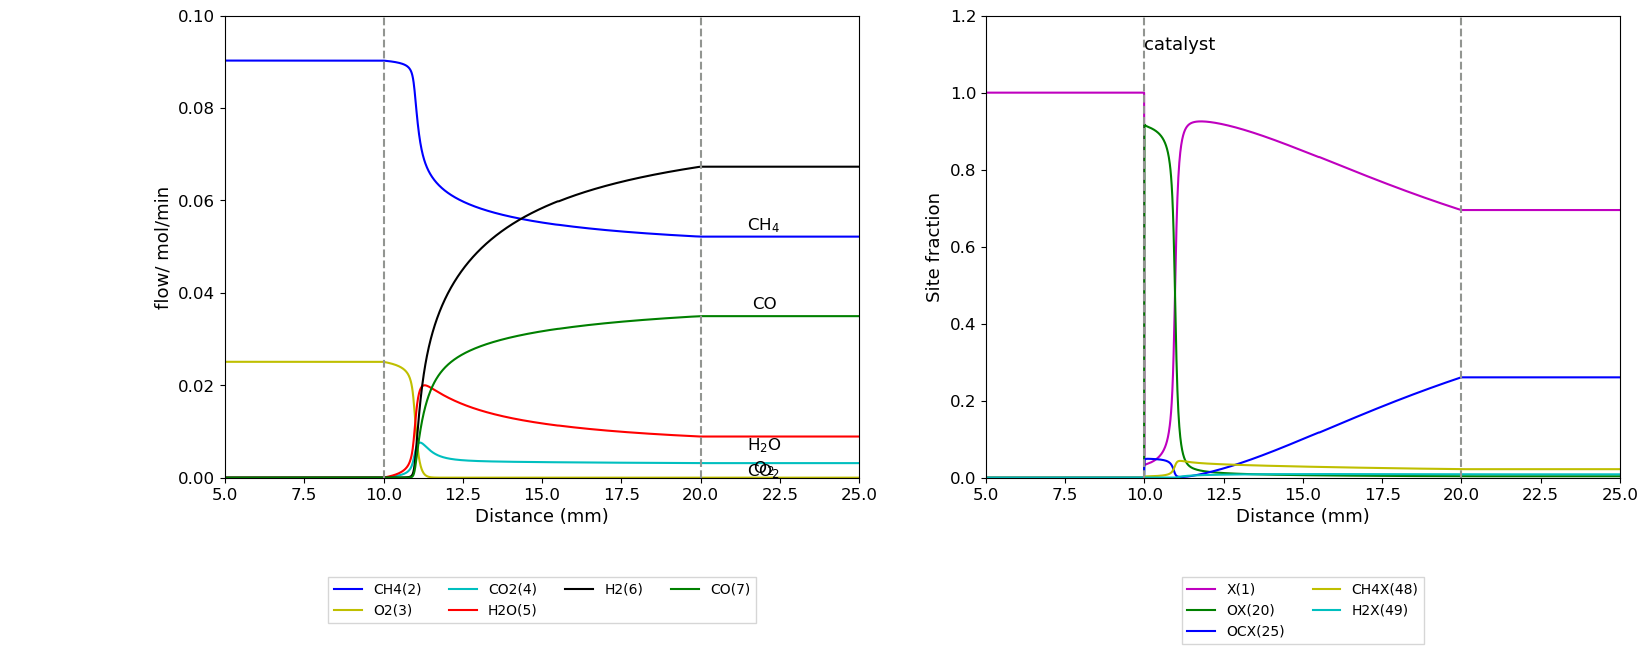 0.10
0.08
0.06
0.04
0.02
0.00
flow/ mol/min
5.0 7.5 10.0 12.5 15.0 17.5 20.0 22.5 25.0
Distance (mm)
CH₄
CO
H₂O
O₂
CO₂
CH4(2) CO2(4) H2(6) CO(7)
O2(3) H2O(5)
1.2
1.0
0.8
0.6
0.4
0.2
0.0
Site fraction
catalyst
5.0 7.5 10.0 12.5 15.0 17.5 20.0 22.5 25.0
Distance (mm)
X(1) CH4X(48)
OX(20) H2X(49)
OCX(25)